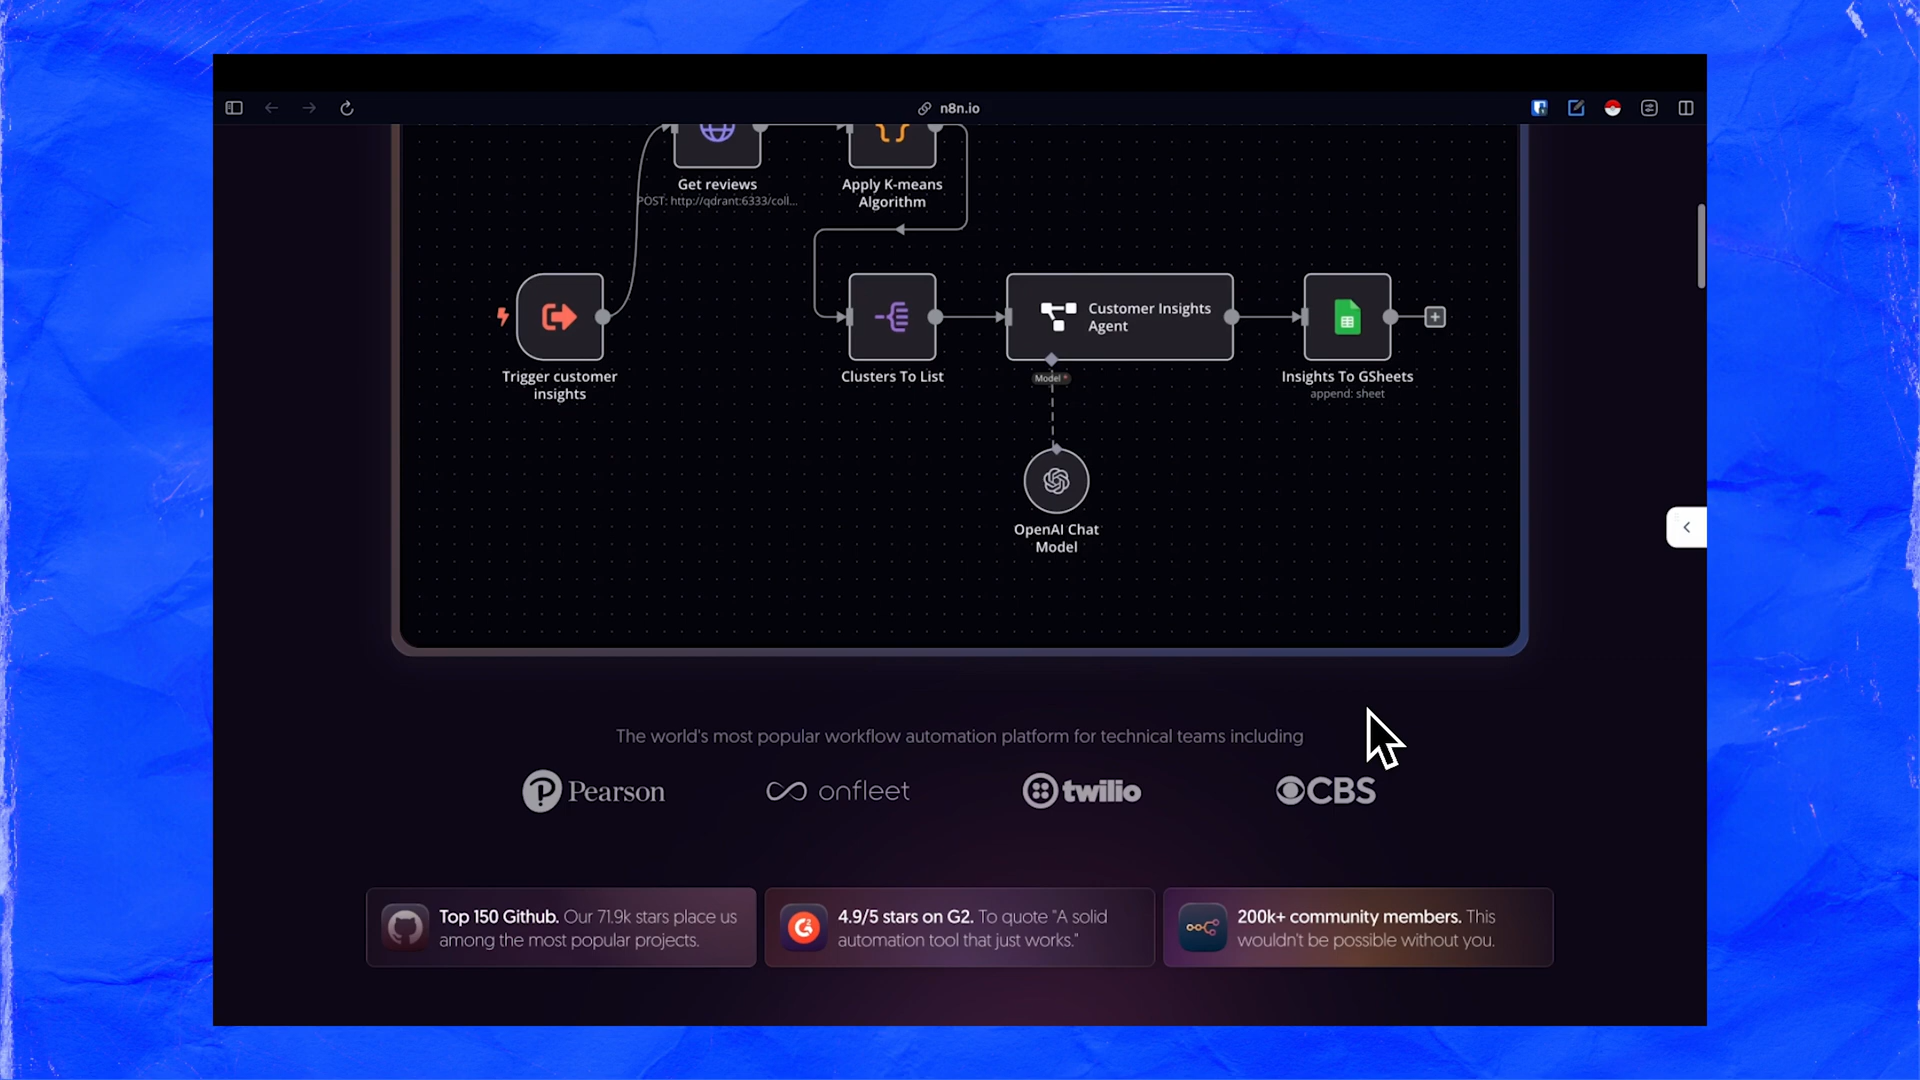 n8n.io
Get reviews
POST: http://qdrant:6333/coll...
Apply K-means
Algorithm
Trigger customer
insights
Clusters To List
Customer Insights
Agent
Model *
Insights To GSheets
append: sheet
OpenAI Chat
Model
The world's most popular workflow automation platform for technical teams including
Pearson
onfleet
twilio
CBS
Top 150 Github. Our 71.9k stars place us
among the most popular projects.
4.9/5 stars on G2. To quote "A solid
automation tool that just works."
200k+ community members. This
wouldn't be possible without you.